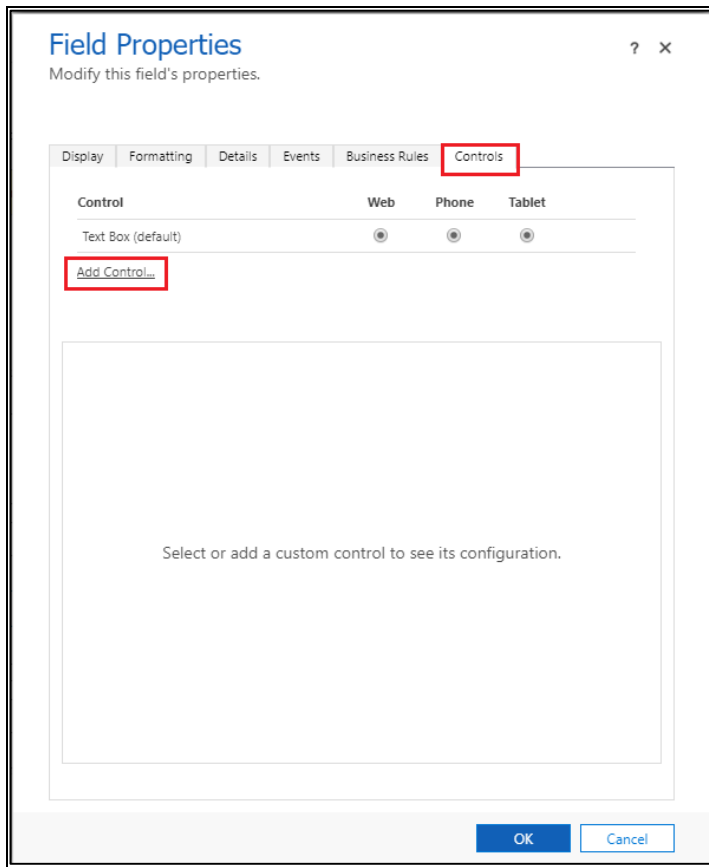 Field Properties
? ×
Modify this field's properties.
Display Formatting Details Events Business Rules Controls
Control Web Phone Tablet
Text Box (default)
Add Control...
Select or add a custom control to see its configuration.
OK Cancel